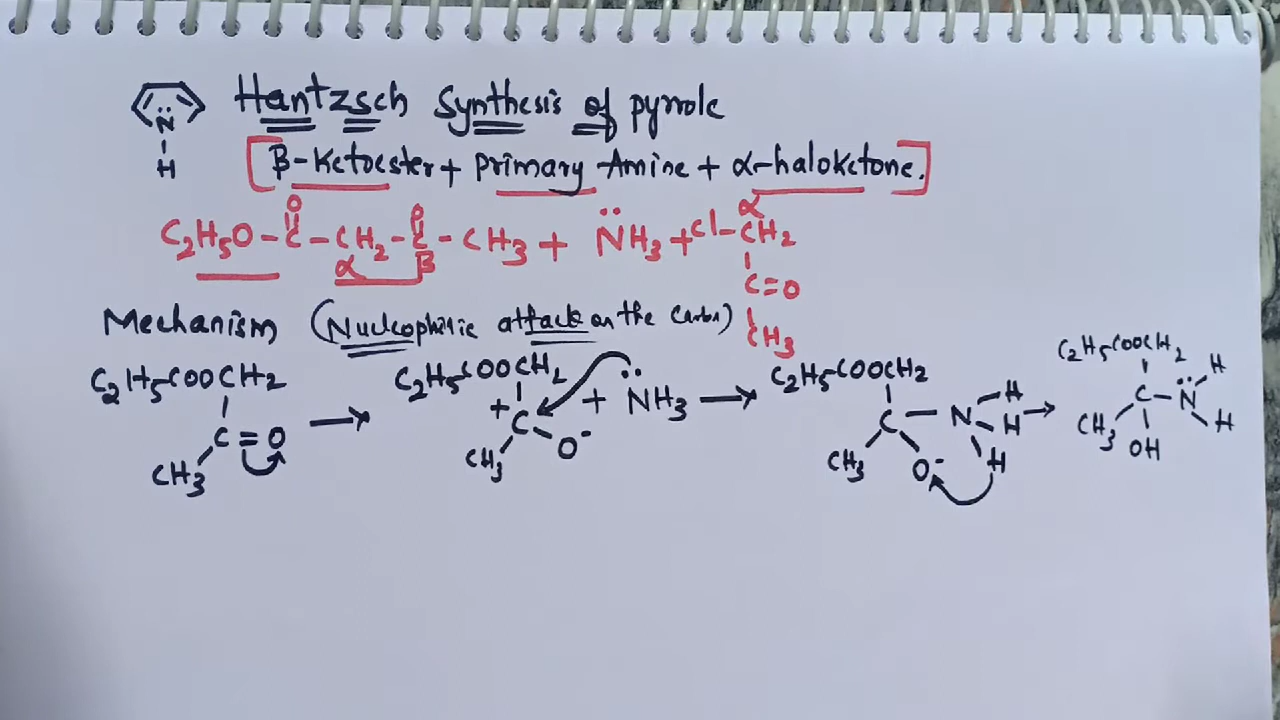 Hantzsch Synthesis of pyrrole
N
H
[β-Ketoester + primary Amine + α-haloketone.]
O O α
C2H5O-C-CH2-C-CH3 + NH3 + Cl-CH2
α β
C=O
CH3
Mechanism (Nucleophilic attack on the Carbon)
C2H5COOCH2 C2H5COOCH2 C2H5COOCH2 C2H5COOCH2
C=O + C + NH3 C - N H H C - N H
CH3 CH3 O- CH3 O- H CH3 OH H